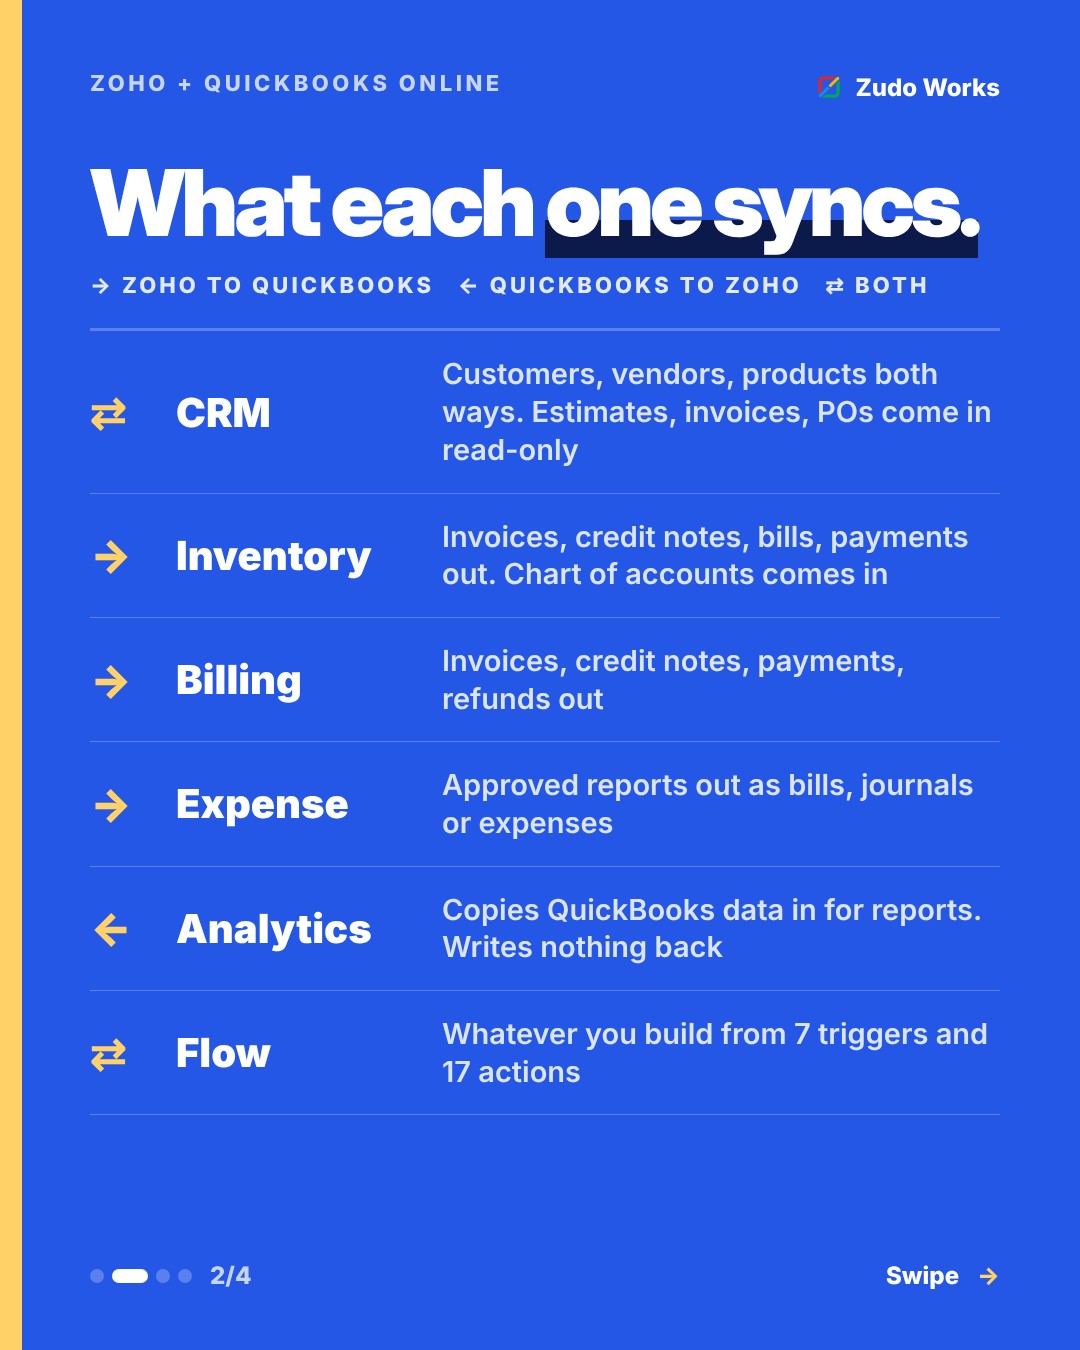 ZOHO + QUICKBOOKS ONLINE
Zudo Works
What each one syncs.
→ ZOHO TO QUICKBOOKS ← QUICKBOOKS TO ZOHO ⇄ BOTH
⇄ CRM
Customers, vendors, products both
ways. Estimates, invoices, POs come in
read-only
→ Inventory
Invoices, credit notes, bills, payments
out. Chart of accounts comes in
→ Billing
Invoices, credit notes, payments,
refunds out
→ Expense
Approved reports out as bills, journals
or expenses
← Analytics
Copies QuickBooks data in for reports.
Writes nothing back
⇄ Flow
Whatever you build from 7 triggers and
17 actions
2/4
Swipe →